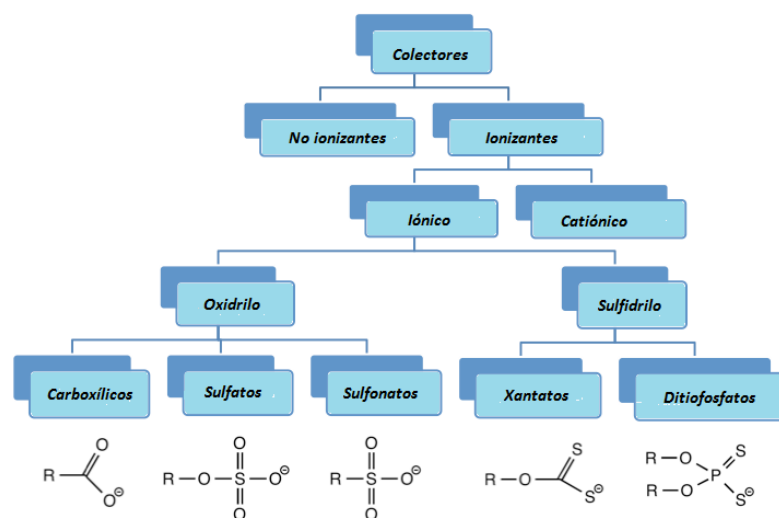 Colectores
No ionizantes
Ionizantes
Iónico
Catiónico
Oxidrilo
Sulfidrilo
Carboxílicos
Sulfatos
Sulfonatos
Xantatos
Ditiofosfatos
R O O⊖
R O S O O O⊖
R S O O O⊖
R O S S⊖
R O R O P S S⊖